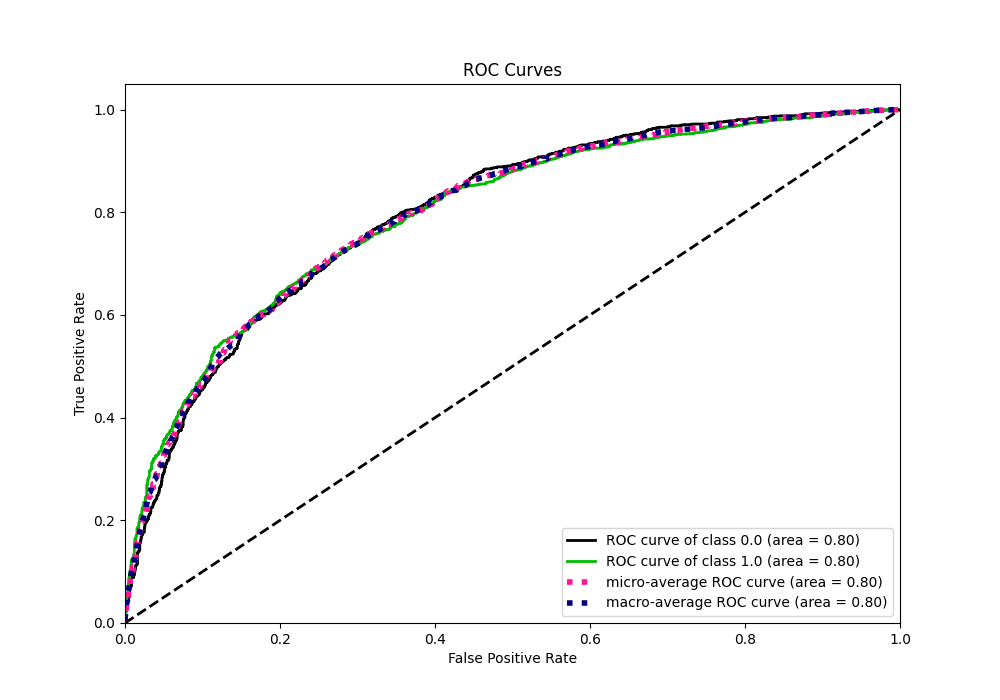 ROC Curves
True Positive Rate
1.0
0.8
0.6
0.4
0.2
0.0
ROC curve of class 0.0 (area = 0.80)
ROC curve of class 1.0 (area = 0.80)
micro-average ROC curve (area = 0.80)
macro-average ROC curve (area = 0.80)
0.0 0.2 0.4 0.6 0.8 1.0
False Positive Rate